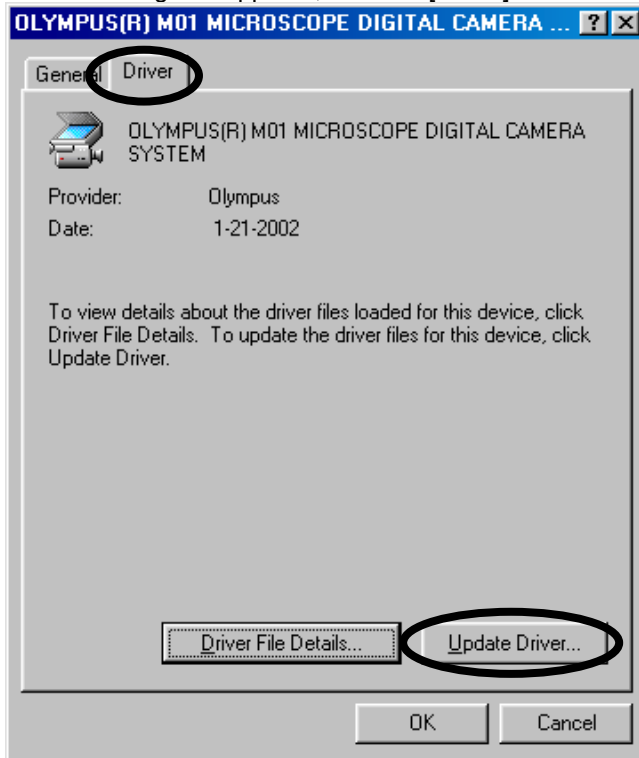 OLYMPUS(R) M01 MICROSCOPE DIGITAL CAMERA ...
General Driver
OLYMPUS(R) M01 MICROSCOPE DIGITAL CAMERA
SYSTEM
Provider: Olympus
Date: 1-21-2002
To view details about the driver files loaded for this device, click
Driver File Details. To update the driver files for this device, click
Update Driver.
Driver File Details... Update Driver...
OK Cancel